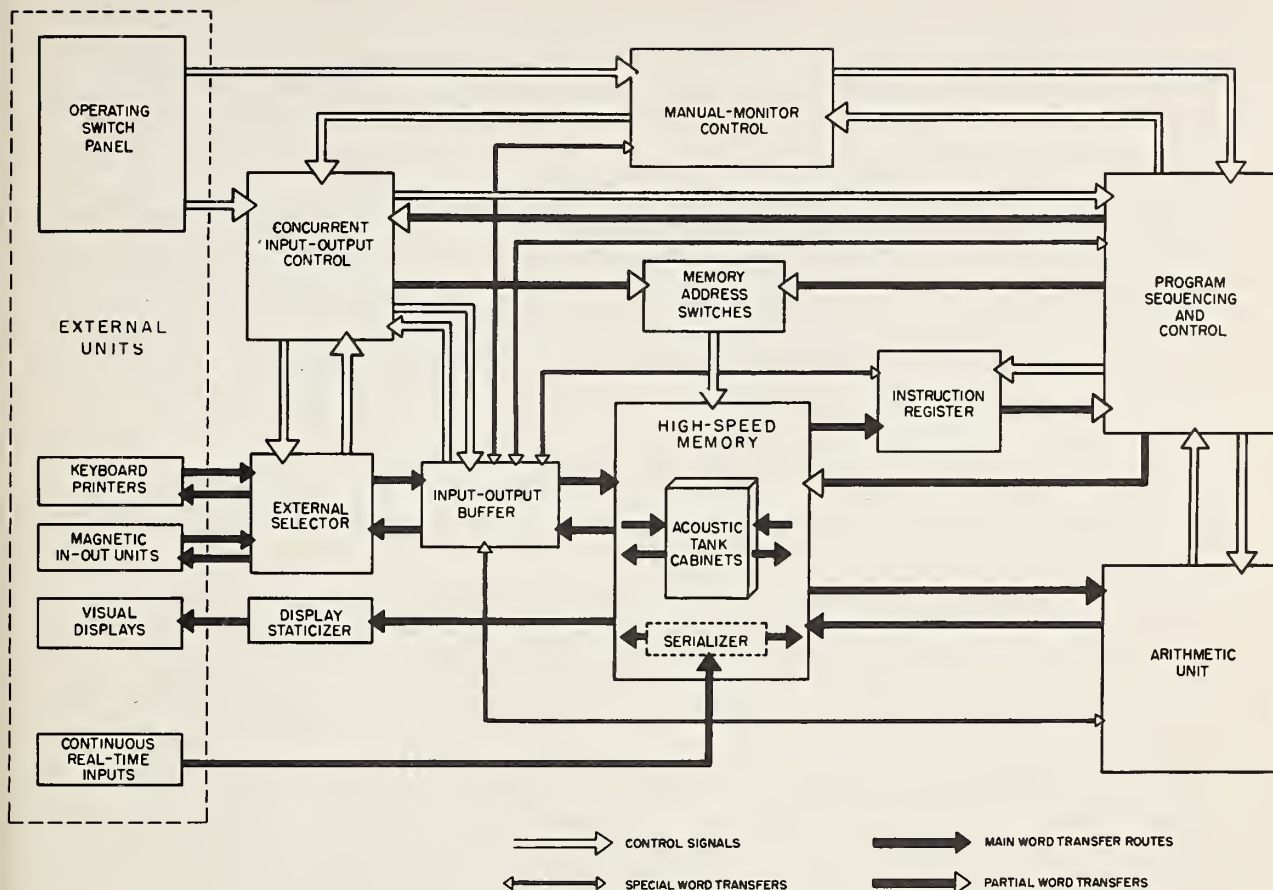 OPERATING
SWITCH
PANEL
MANUAL-MONITOR
CONTROL
CONCURRENT
INPUT-OUTPUT
CONTROL
MEMORY
ADDRESS
SWITCHES
PROGRAM
SEQUENCING
AND
CONTROL
EXTERNAL
UNITS
INSTRUCTION
REGISTER
HIGH-SPEED
MEMORY
KEYBOARD
PRINTERS
EXTERNAL
SELECTOR
INPUT-OUTPUT
BUFFER
MAGNETIC
IN-OUT UNITS
ACOUSTIC
TANK
CABINETS
VISUAL
DISPLAYS
DISPLAY
STATICIZER
SERIALIZER
ARITHMETIC
UNIT
CONTINUOUS
REAL-TIME
INPUTS
CONTROL SIGNALS
MAIN WORD TRANSFER ROUTES
SPECIAL WORD TRANSFERS
PARTIAL WORD TRANSFERS